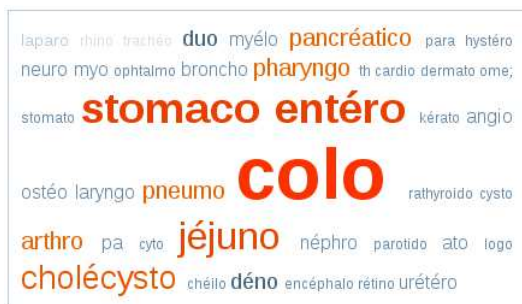 laparo rhino trachéo duo myélo pancréatico para hystéro
neuro myo ophtalmo broncho pharyngo th cardio dermato ome;
stomato stomaco entéro kérato angio
ostéo laryngo pneumo colo rathyroido cysto
arthro pa cyto jéjuno néphro parotido ato logo
cholécysto chéilo déno encéphalo rétino urétéro